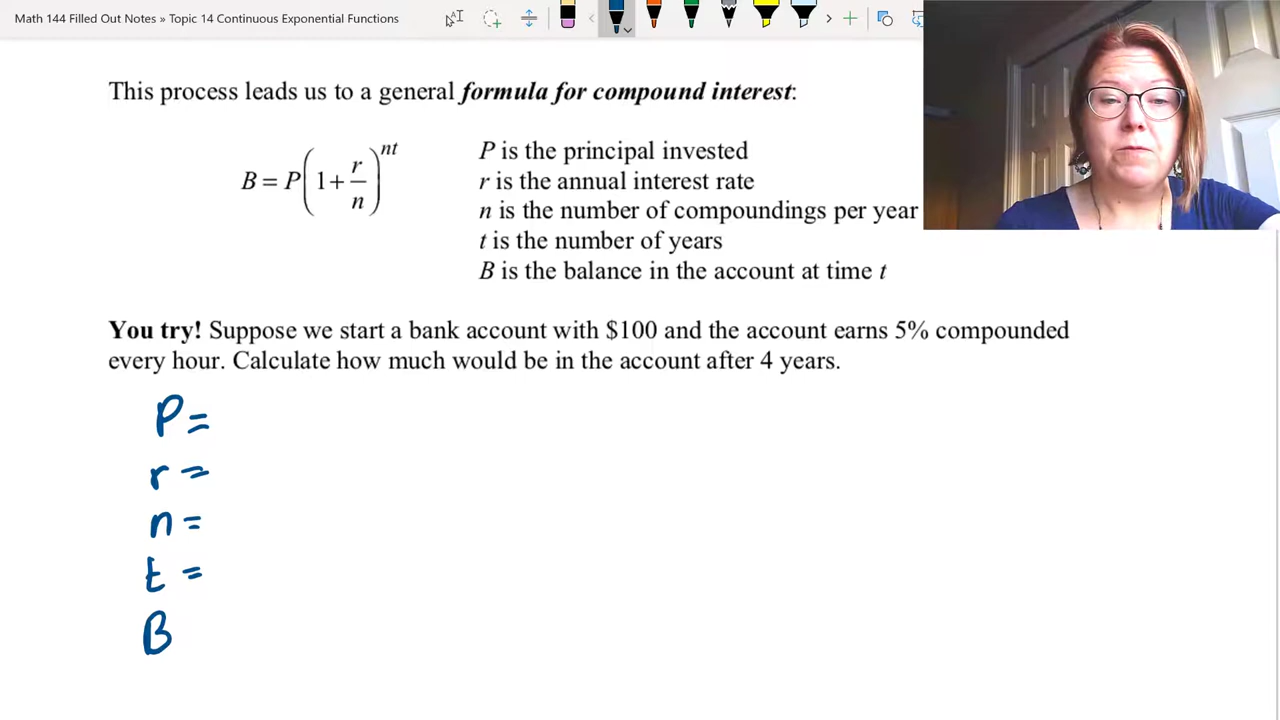 Math 144 Filled Out Notes » Topic 14 Continuous Exponential Functions
This process leads us to a general formula for compound interest:
B = P(1 + r/n)^nt
P is the principal invested
r is the annual interest rate
n is the number of compoundings per year
t is the number of years
B is the balance in the account at time t
You try! Suppose we start a bank account with $100 and the account earns 5% compounded
every hour. Calculate how much would be in the account after 4 years.
P =
r =
n =
t =
B